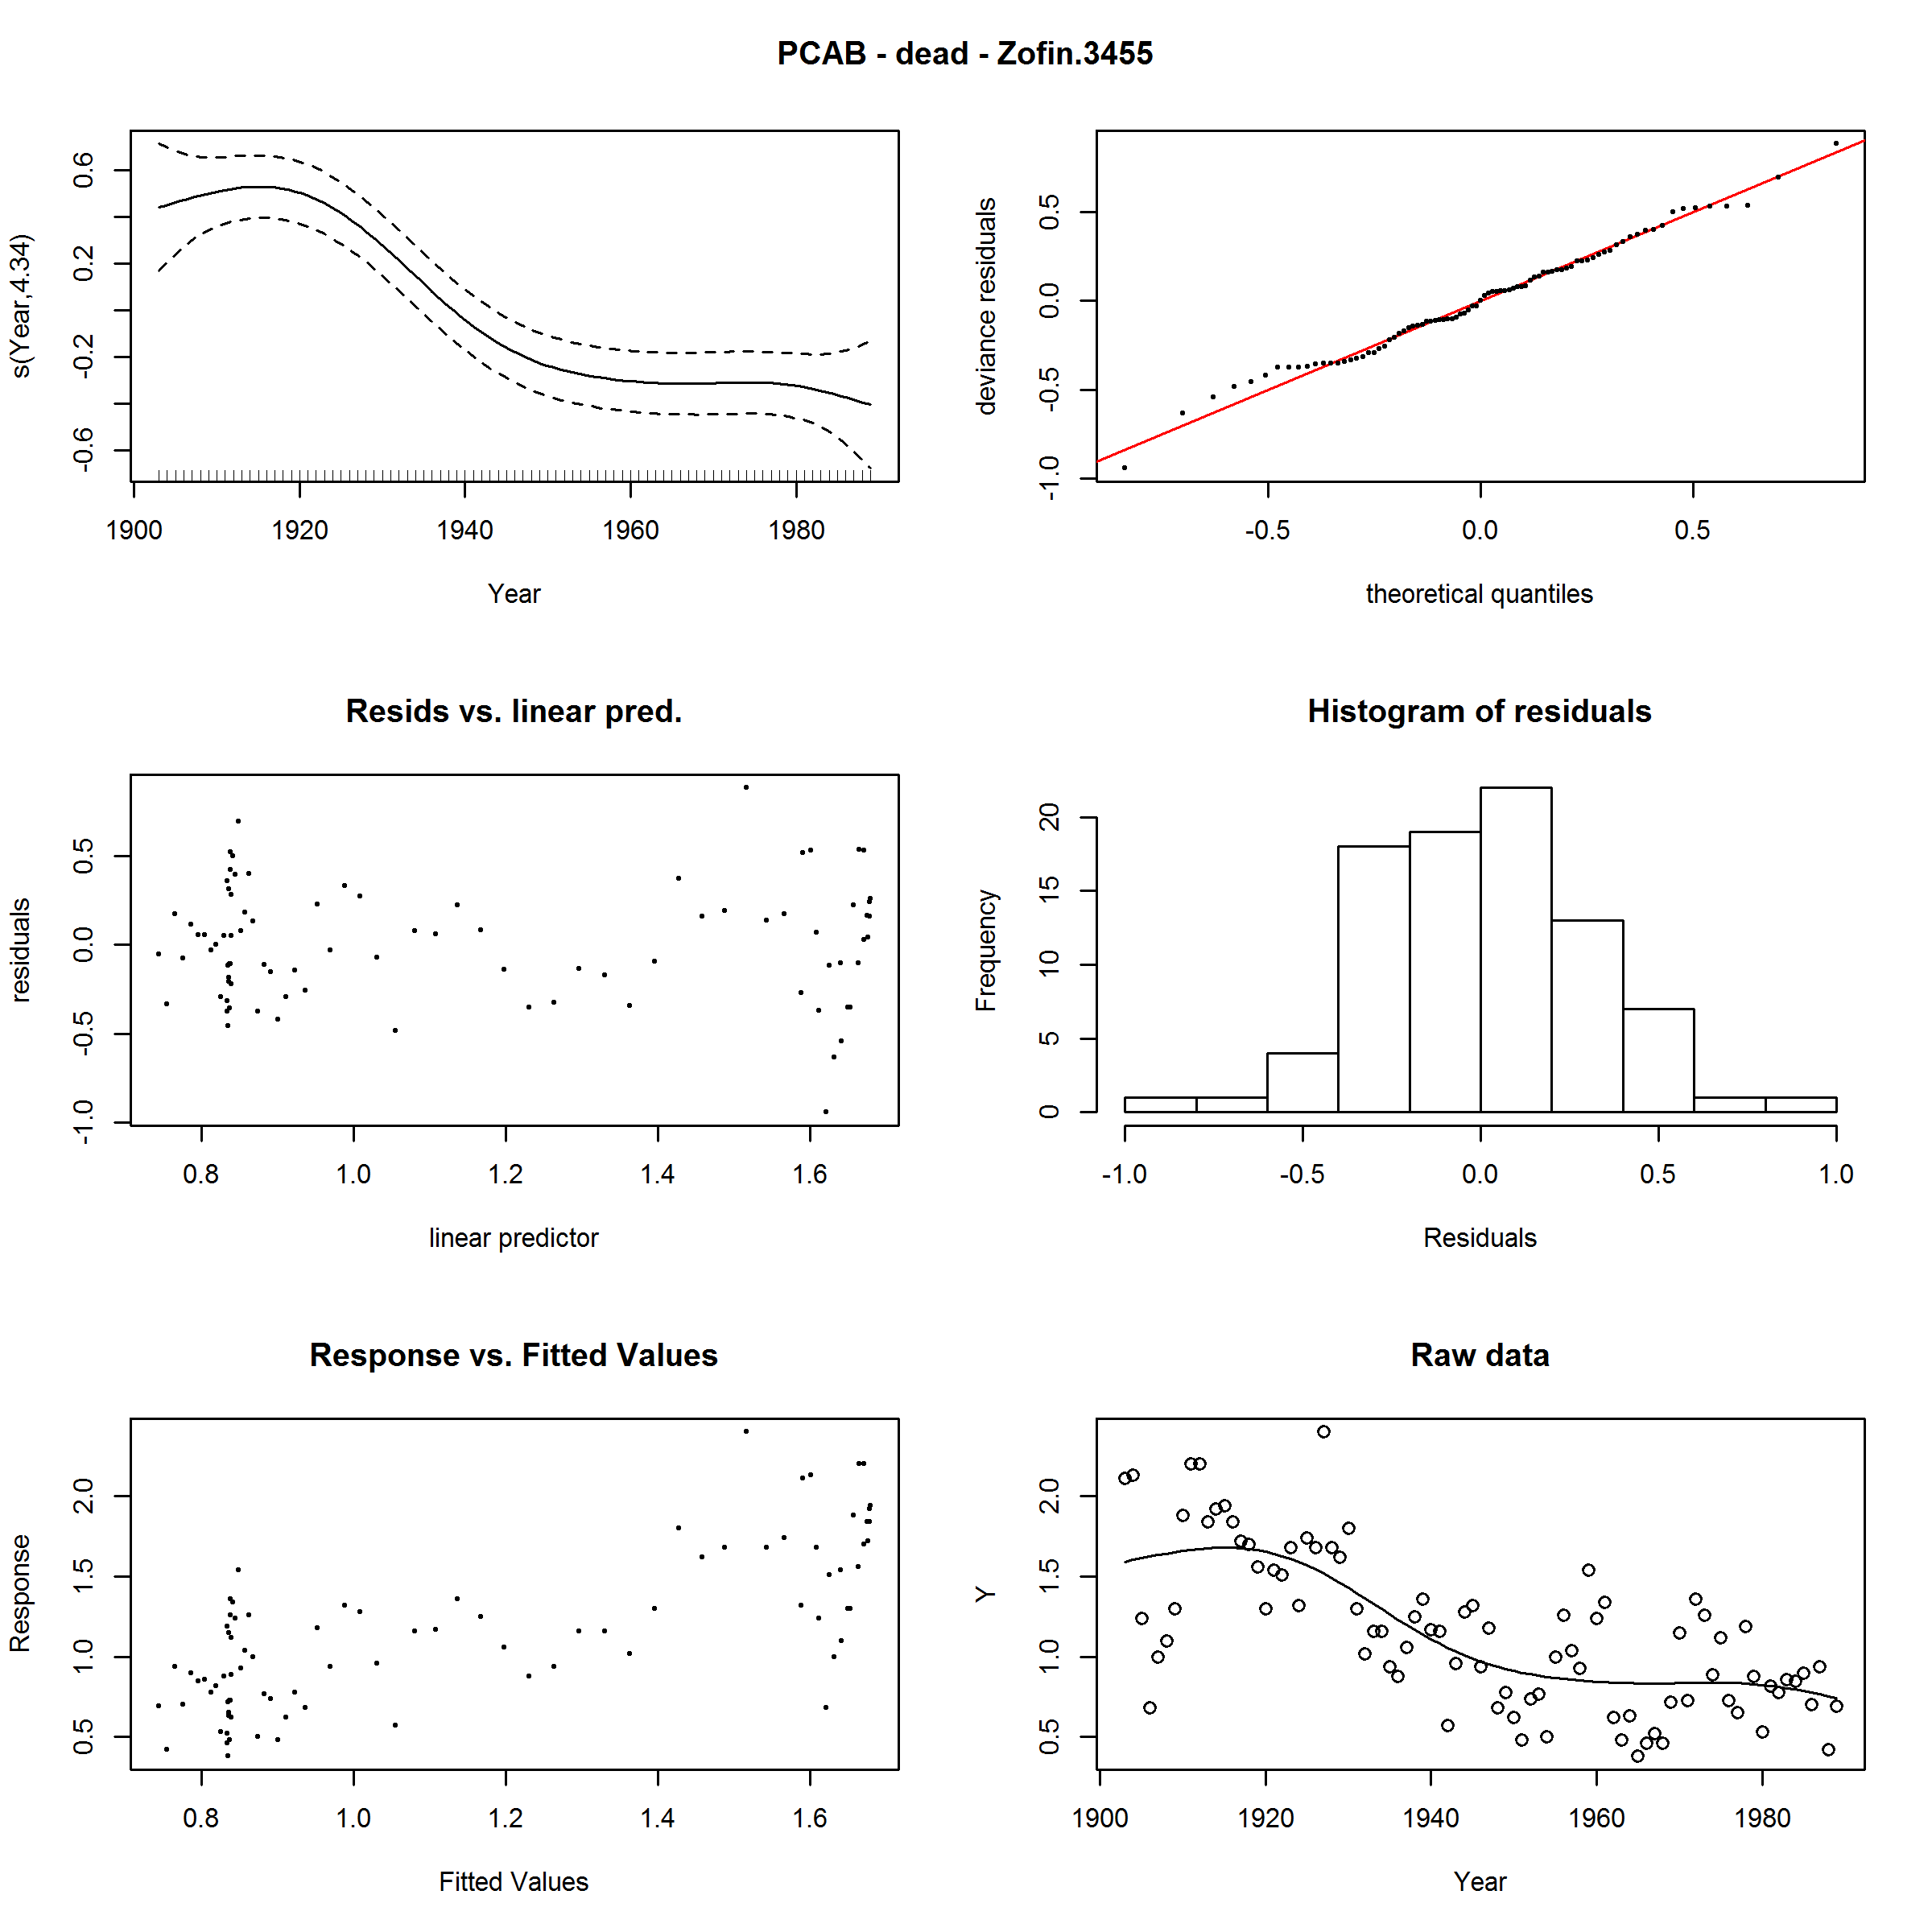 PCAB - dead - Zofin.3455
s(Year,4.34)
-0.6 -0.2 0.2 0.6
1900 1920 1940 1960 1980
Year
deviance residuals
-1.0 -0.5 0.0 0.5
-0.5 0.0 0.5
theoretical quantiles
Resids vs. linear pred.
residuals
-1.0 -0.5 0.0 0.5
0.8 1.0 1.2 1.4 1.6
linear predictor
Histogram of residuals
Frequency
0 5 10 15 20
-1.0 -0.5 0.0 0.5 1.0
Residuals
Response vs. Fitted Values
Response
0.5 1.0 1.5 2.0
0.8 1.0 1.2 1.4 1.6
Fitted Values
Raw data
Y
0.5 1.0 1.5 2.0
1900 1920 1940 1960 1980
Year